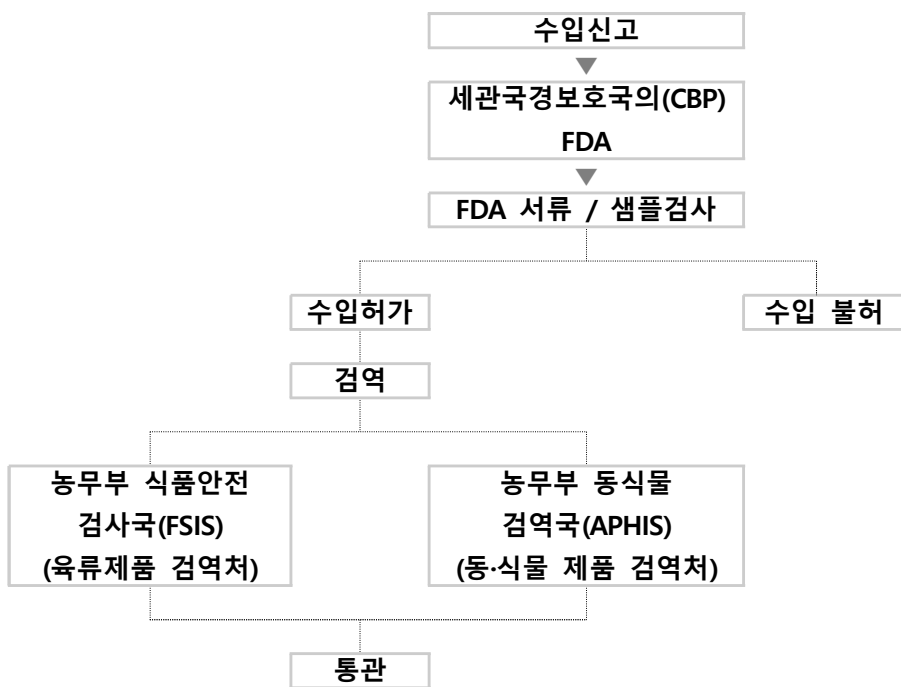 수입신고
세관국경보호국의(CBP)
FDA
FDA 서류 / 샘플검사
수입허가
수입 불허
검역
농무부 식품안전
검사국(FSIS)
(육류제품 검역처)
농무부 동식물
검역국(APHIS)
(동·식물 제품 검역처)
통관